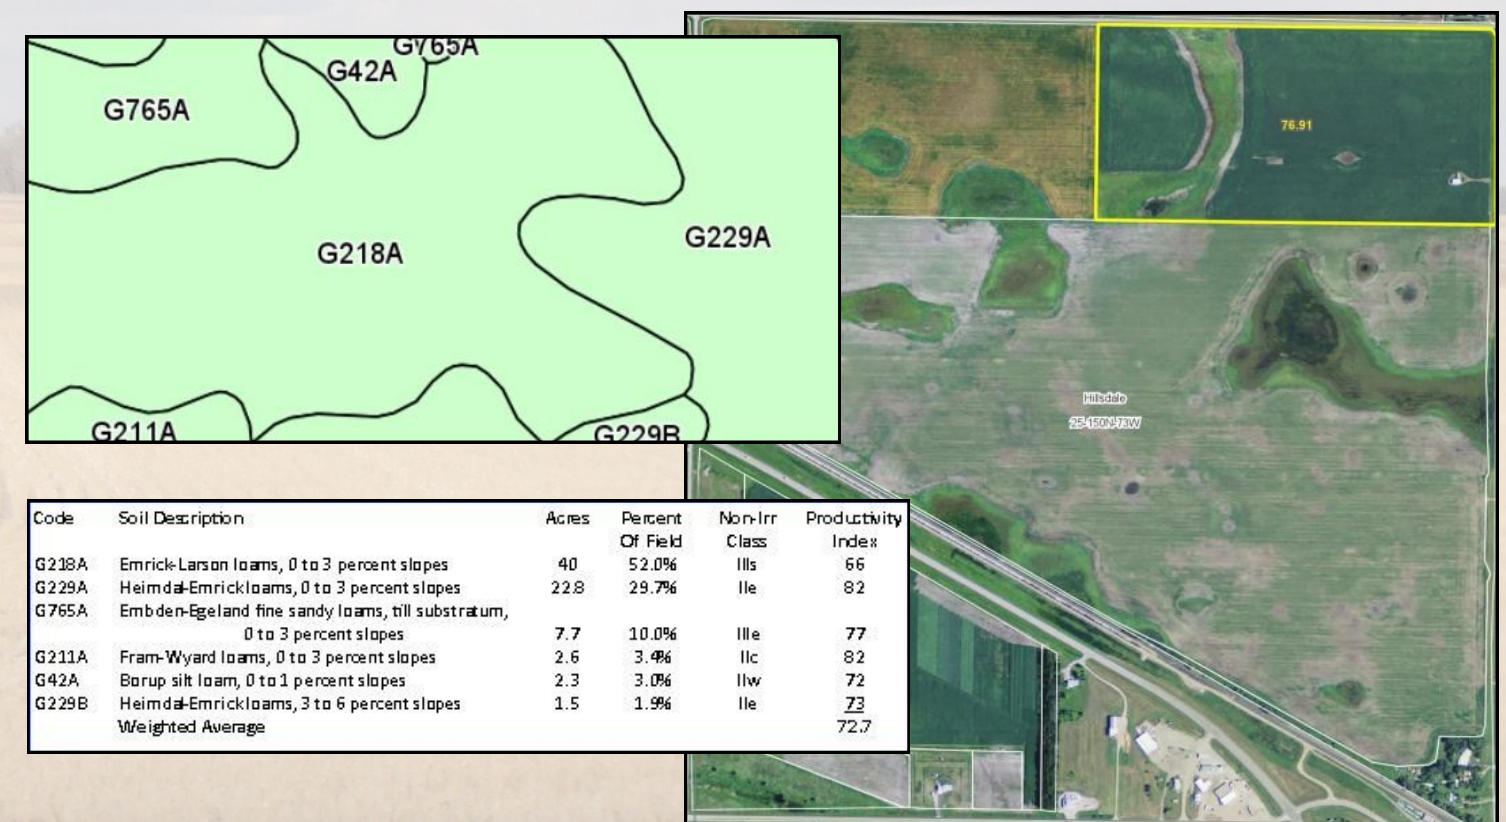 G765A
G42A
G765A
G218A
G229A
G211A
G229B
76.91
Hillsdale
25-150N-73W
Code Soil Description Acres Percent Of Field Non-Irr Class Productivity Index
G218A Emrick-Larson loams, 0 to 3 percent slopes 40 52.0% IIIs 66
G229A Heimdal-Emrick loams, 0 to 3 percent slopes 22.8 29.7% IIe 82
G765A Embden-Egeland fine sandy loams, till substratum,
0 to 3 percent slopes 7.7 10.0% IIIe 77
G211A Fram-Wyard loams, 0 to 3 percent slopes 2.6 3.4% IIc 82
G42A Borup silt loam, 0 to 1 percent slopes 2.3 3.0% IIw 72
G229B Heimdal-Emrick loams, 3 to 6 percent slopes 1.5 1.9% IIe 73
Weighted Average 72.7